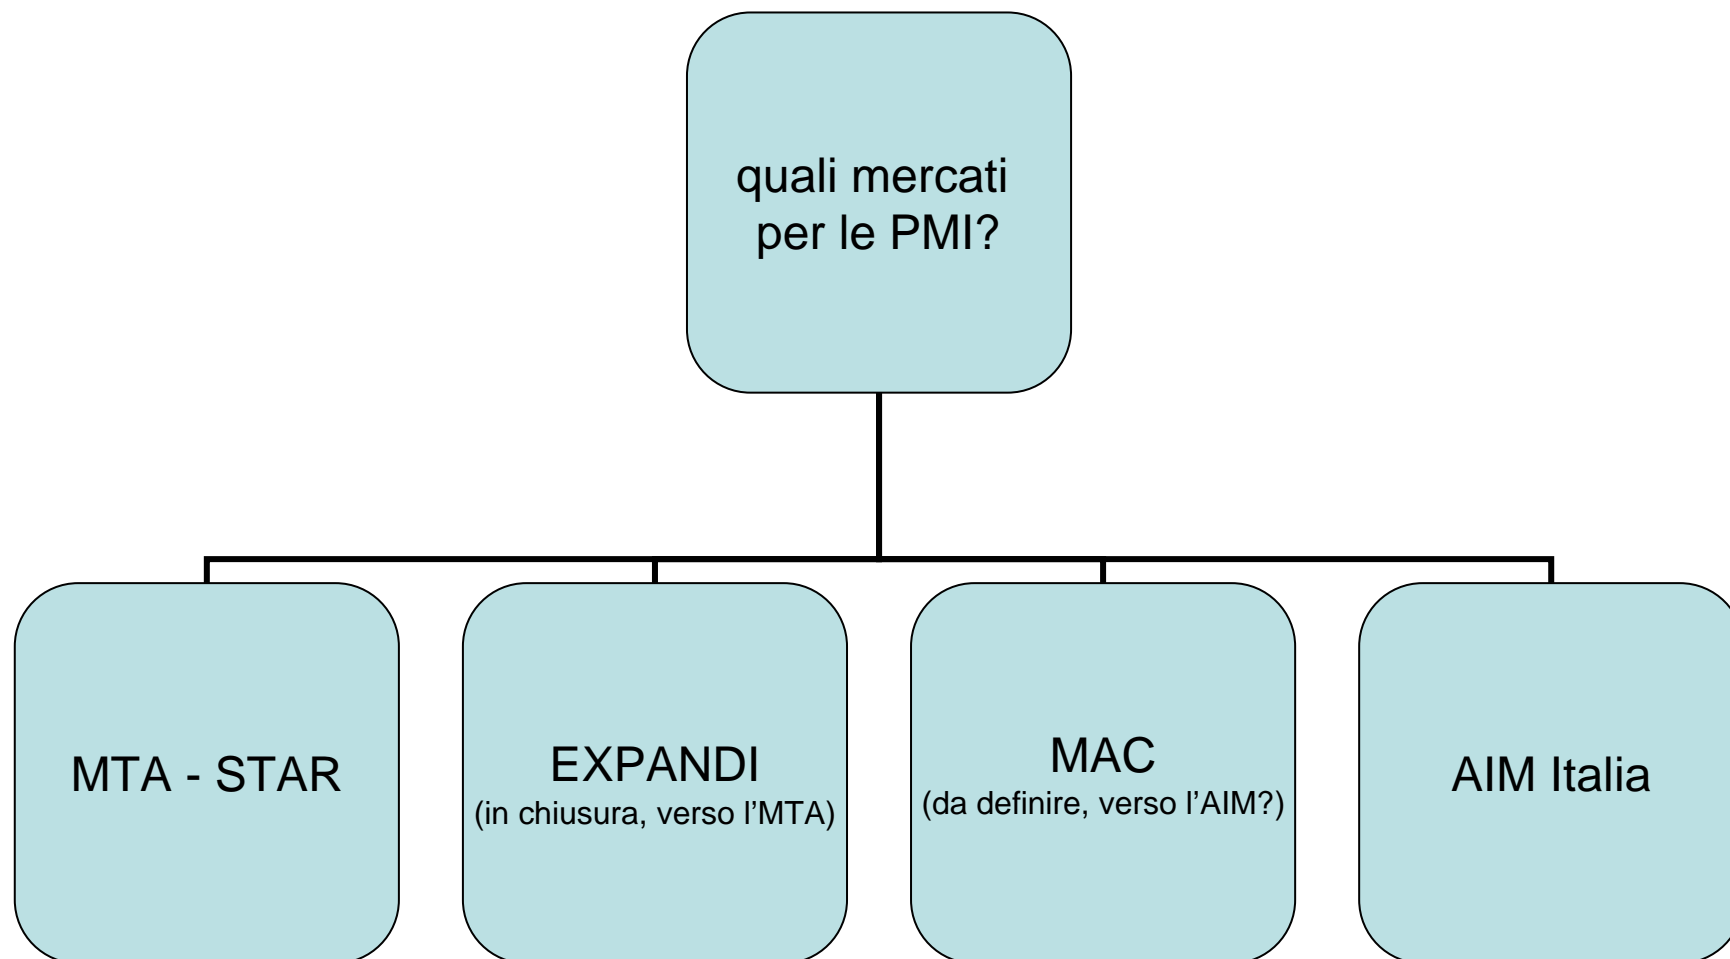 quali mercati
per le PMI?
MTA - STAR
EXPANDI
(in chiusura, verso l’MTA)
MAC
(da definire, verso l’AIM?)
AIM Italia